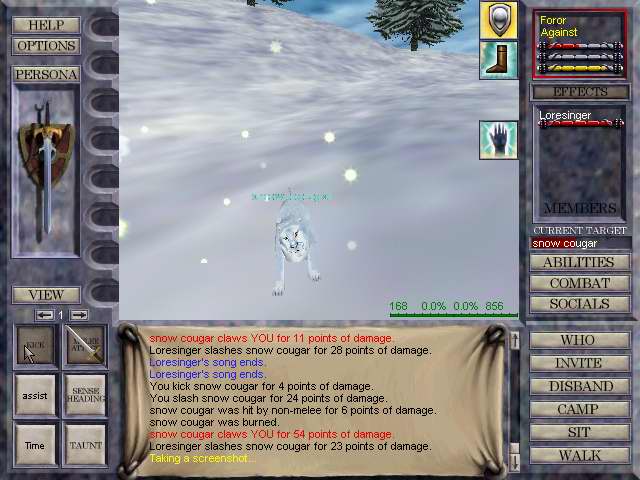 HELP
OPTIONS
PERSONA
VIEW
1
KICK
assist
SENSE
HEADING
Time
TAUNT
168 0.0% 0.0% 856
snow cougar claws YOU for 11 points of damage.
Loresinger slashes snow cougar for 28 points of damage.
Loresinger's song ends.
Loresinger's song ends.
You kick snow cougar for 4 points of damage.
You slash snow cougar for 24 points of damage.
snow cougar was hit by non-melee for 6 points of damage.
snow cougar was burned.
snow cougar claws YOU for 54 points of damage.
Loresinger slashes snow cougar for 23 points of damage.
Taking a screenshot...
Foror
Against
EFFECTS
Loresinger
MEMBERS
CURRENT TARGET
snow cougar
ABILITIES
COMBAT
SOCIALS
WHO
INVITE
DISBAND
CAMP
SIT
WALK